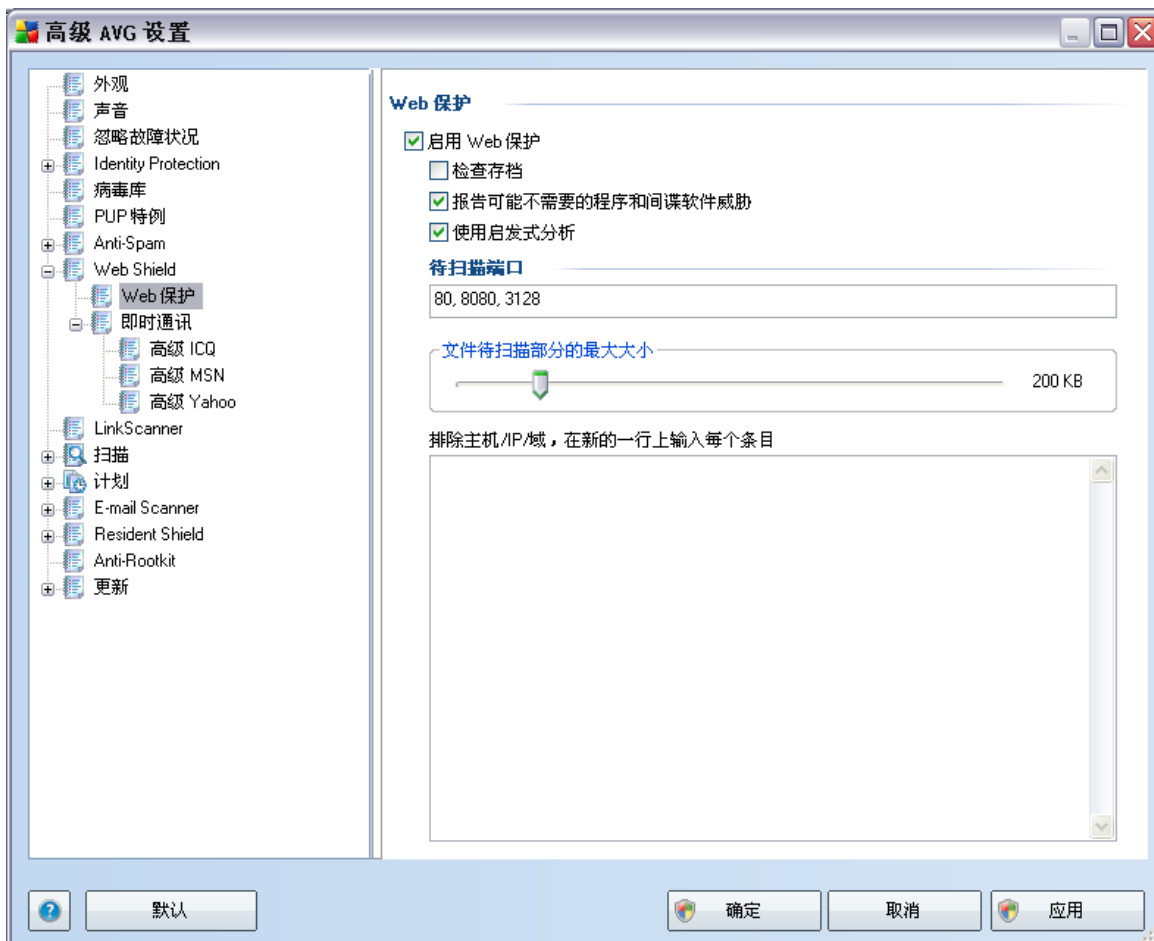 高级 AVG 设置
外观
声音
忽略故障状况
Identity Protection
病毒库
PUP 特例
Anti-Spam
Web Shield
Web 保护
即时通讯
高级 ICQ
高级 MSN
高级 Yahoo
LinkScanner
扫描
计划
E-mail Scanner
Resident Shield
Anti-Rootkit
更新
Web 保护
启用 Web 保护
检查存档
报告可能不需要的程序和间谍软件威胁
使用启发式分析
待扫描端口
80, 8080, 3128
文件待扫描部分的最大大小
200 KB
排除主机/IP/域，在新的一行上输入每个条目
默认
确定
取消
应用